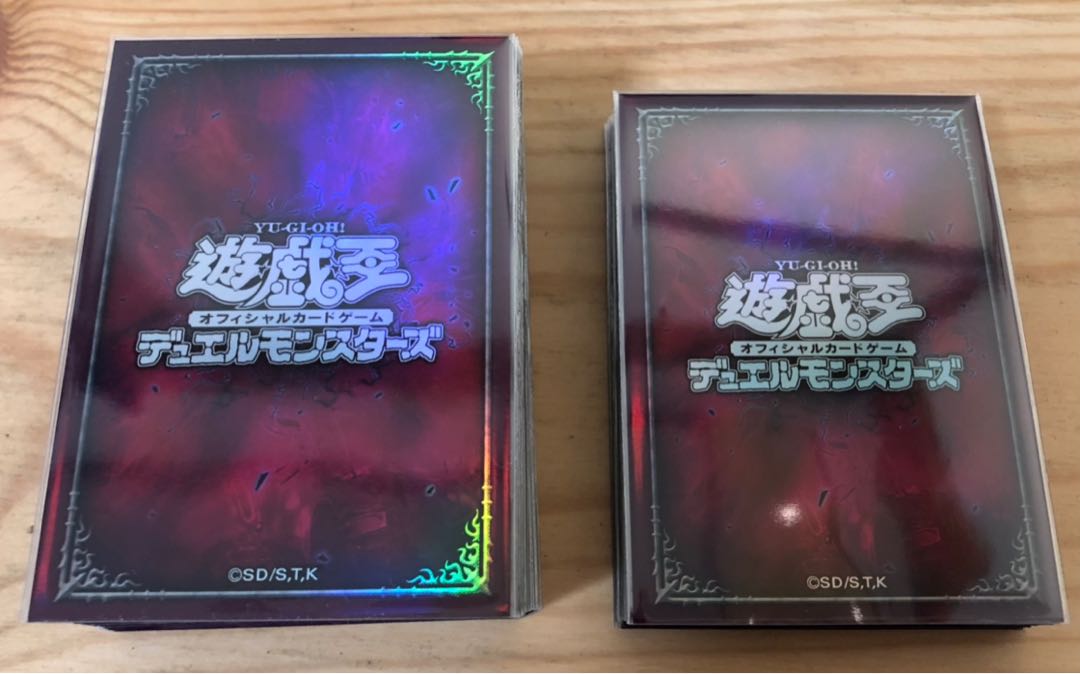 YU-GI-OH!
遊戯王
オフィシャルカードゲーム
デュエルモンスターズ
©SD/S,T,K
YU-GI-OH!
遊戯王
オフィシャルカードゲーム
デュエルモンスターズ
©SD/S,T,K